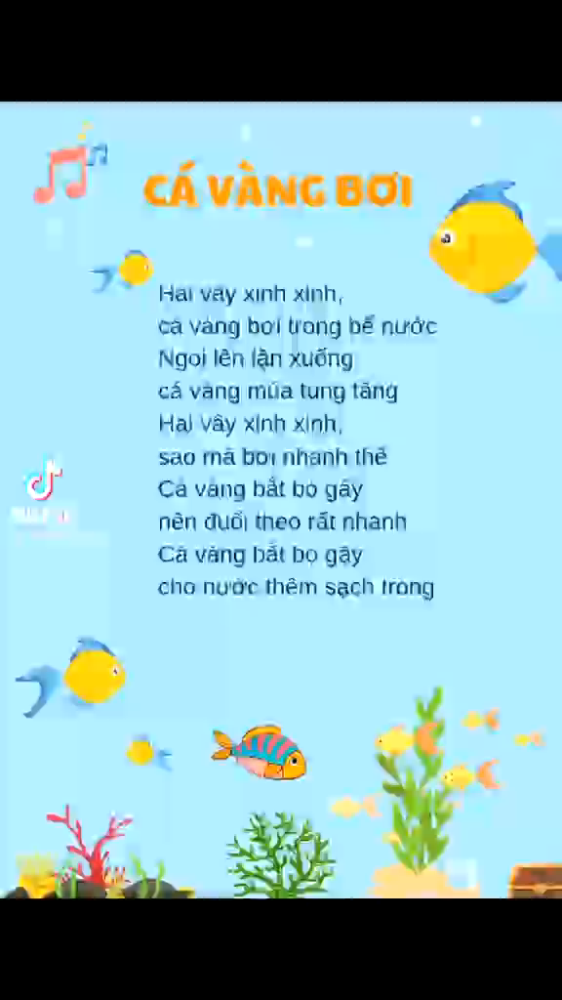 CÁ VÀNG BƠI
Hai vây xinh xinh,
cá vàng bơi trong bể nước
Ngoi lên lặn xuống
cá vàng múa tung tăng
Hai vây xinh xinh,
sao mà bơi nhanh thế
Cá vàng bắt bọ gậy
nên đuổi theo rất nhanh
Cá vàng bắt bọ gậy
cho nước thêm sạch trong